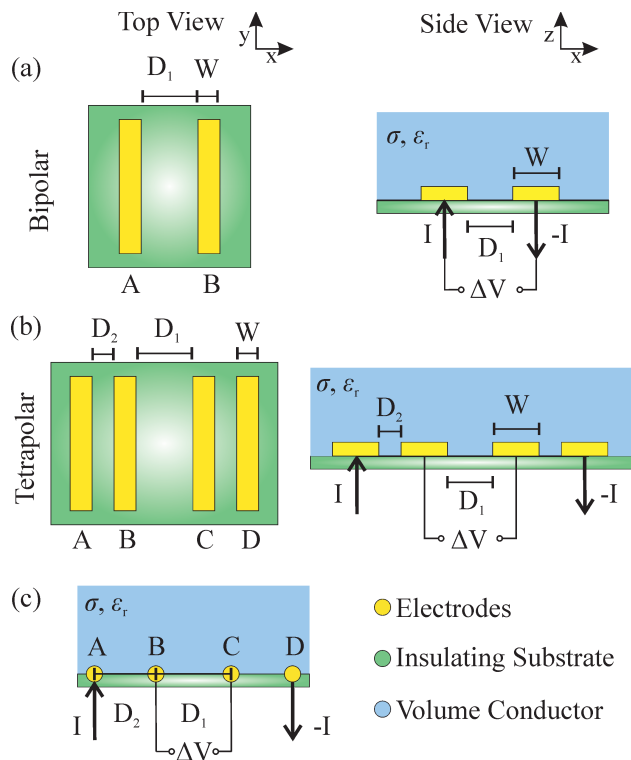 Top View
y
x
Side View
z
x
(a)
D₁ W
Bipolar
A B
σ, εᵣ
W
I D₁ -I
ΔV
(b)
D₂ D₁ W
Tetrapolar
A B C D
σ, εᵣ
D₂ W
I D₁ -I
ΔV
(c)
σ, εᵣ
A B C D
I D₂ D₁ -I
ΔV
Electrodes
Insulating Substrate
Volume Conductor